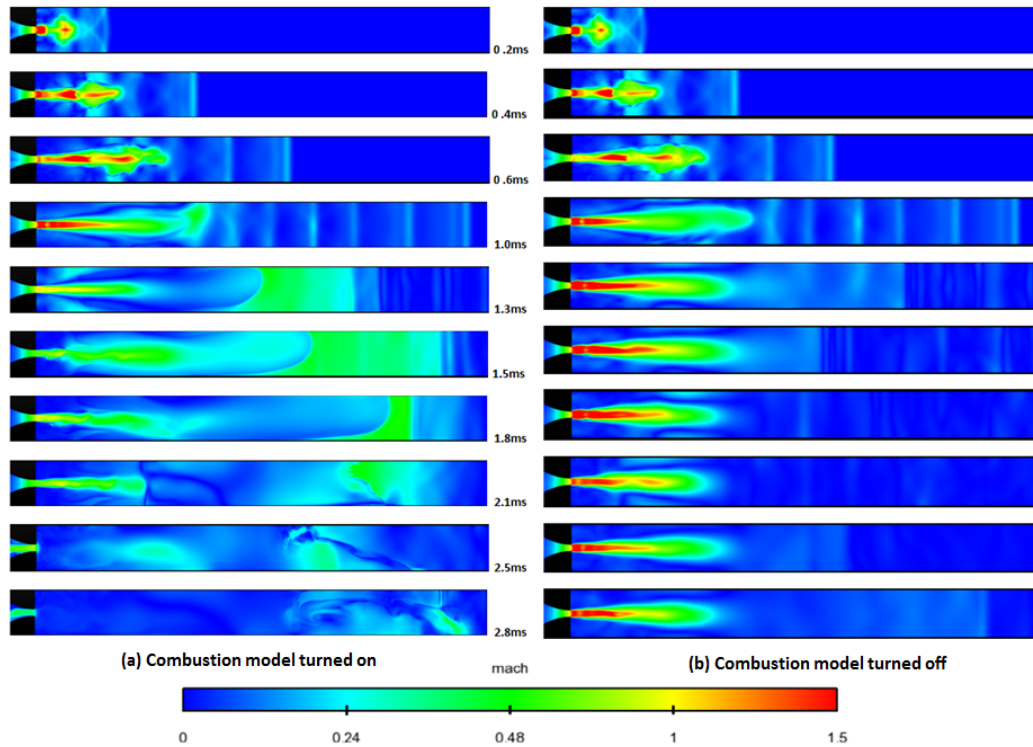 0 .2ms
0.4ms
0 .6ms
1.0ms
1.3ms
1.5ms
1.8ms
2.1ms
2.5ms
2.8ms
(a) Combustion model turned on
(b) Combustion model turned off
mach
0 0.24 0.48 1 1.5